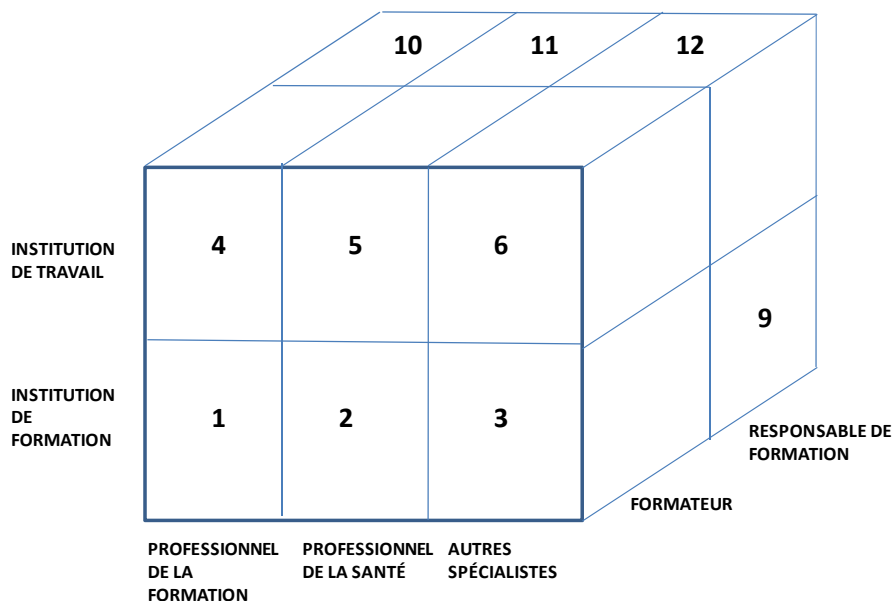 10
11
12
4
5
6
INSTITUTION
DE TRAVAIL
9
INSTITUTION
DE
FORMATION
1
2
3
RESPONSABLE DE
FORMATION
FORMATEUR
PROFESSIONNEL
DE LA
FORMATION
PROFESSIONNEL
DE LA SANTÉ
AUTRES
SPÉCIALISTES